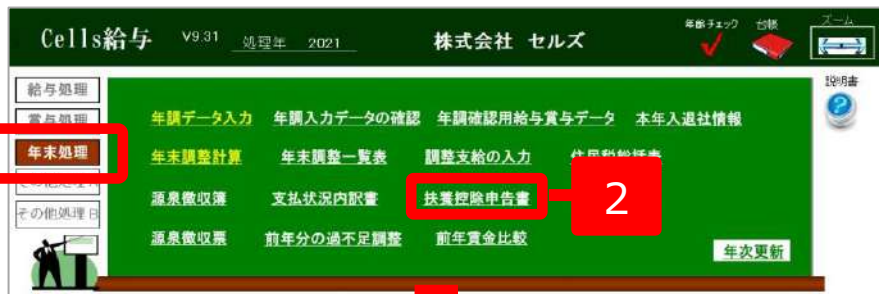 Cells給与 V9.31 処理年 2021 株式会社 セルズ 年齢チェック 台帳 ズーム
給与処理
賞与処理
年末処理
その他処理 B
年調データ入力 年調入力データの確認 年調確認用給与賞与データ 本年入退社情報
年末調整計算 年末調整一覧表 調整支給の入力 住民税総括表
源泉徴収簿 支払状況内訳書 扶養控除申告書 2
源泉徴収票 前年分の過不足調整 前年賃金比較
年次更新
説明書